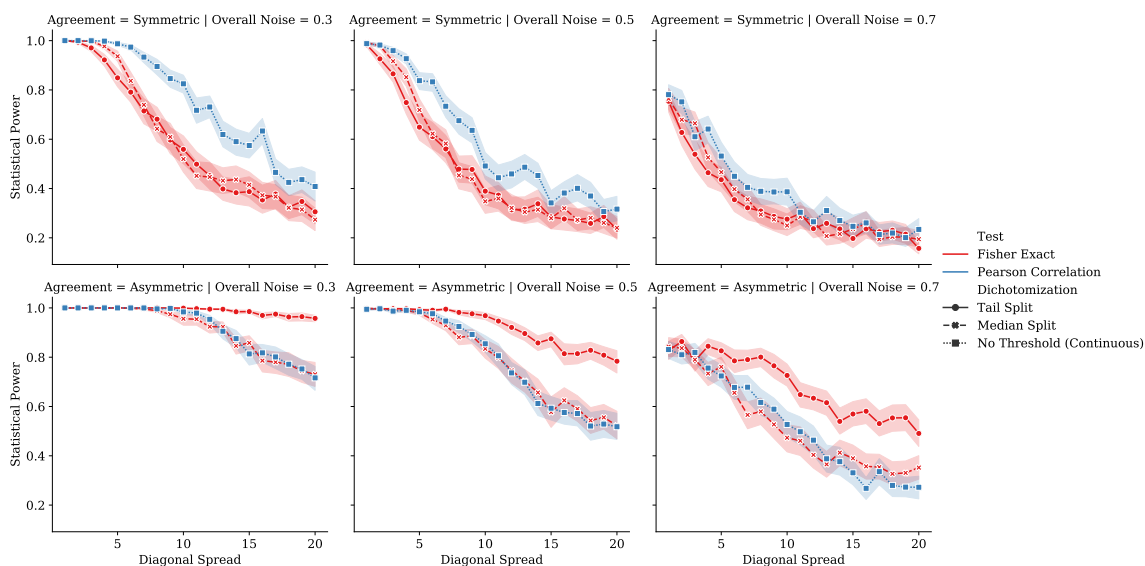 Agreement = Symmetric | Overall Noise = 0.3
Agreement = Symmetric | Overall Noise = 0.5
Agreement = Symmetric | Overall Noise = 0.7
Statistical Power
1.0
0.8
0.6
0.4
0.2
Agreement = Asymmetric | Overall Noise = 0.3
Agreement = Asymmetric | Overall Noise = 0.5
Agreement = Asymmetric | Overall Noise = 0.7
Statistical Power
1.0
0.8
0.6
0.4
0.2
5 10 15 20
5 10 15 20
5 10 15 20
Diagonal Spread
Diagonal Spread
Diagonal Spread
Test
Fisher Exact
Pearson Correlation
Dichotomization
Tail Split
Median Split
No Threshold (Continuous)